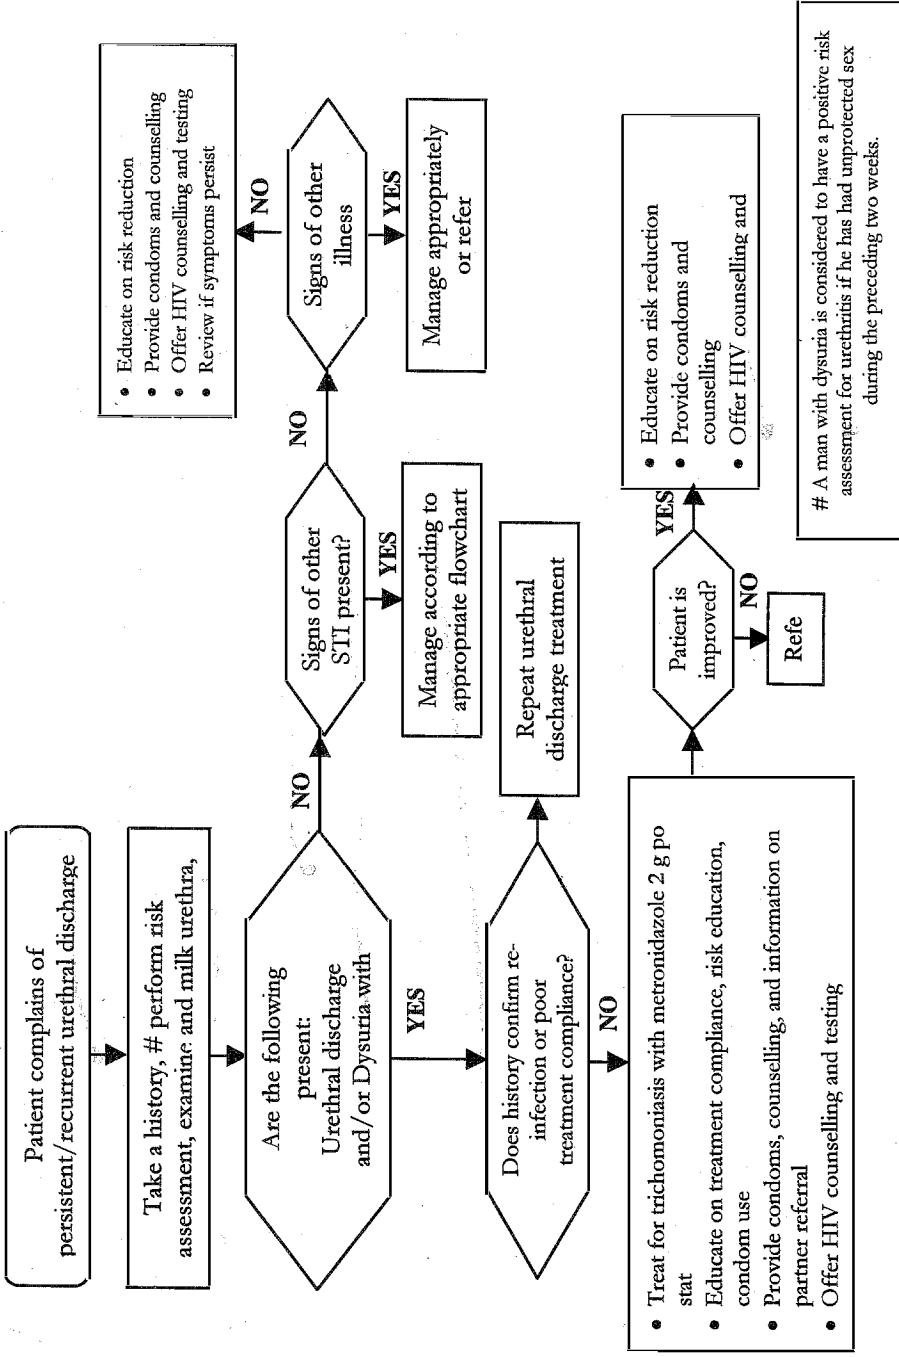 Patient complains of
persistent/recurrent urethral discharge
Take a history, # perform risk
assessment, examine and milk urethra,
Are the following
present:
Urethral discharge
and/or Dysuria with
NO
YES
Signs of other
STI present?
NO
YES
Manage according to
appropriate flowchart
Signs of other
illness
NO
YES
Manage appropriately
or refer
• Educate on risk reduction
• Provide condoms and counselling
• Offer HIV counselling and testing
• Review if symptoms persist
Does history confirm re-
infection or poor
treatment compliance?
NO
Repeat urethral
discharge treatment
• Treat for trichomoniasis with metronidazole 2 g po
stat
• Educate on treatment compliance, risk education,
condom use
• Provide condoms, counselling, and information on
partner referral
• Offer HIV counselling and testing
Patient is
improved?
YES
NO
Refe
• Educate on risk reduction
• Provide condoms and
counselling
• Offer HIV counselling and
# A man with dysuria is considered to have a positive risk
assessment for urethritis if he has had unprotected sex
during the preceding two weeks.